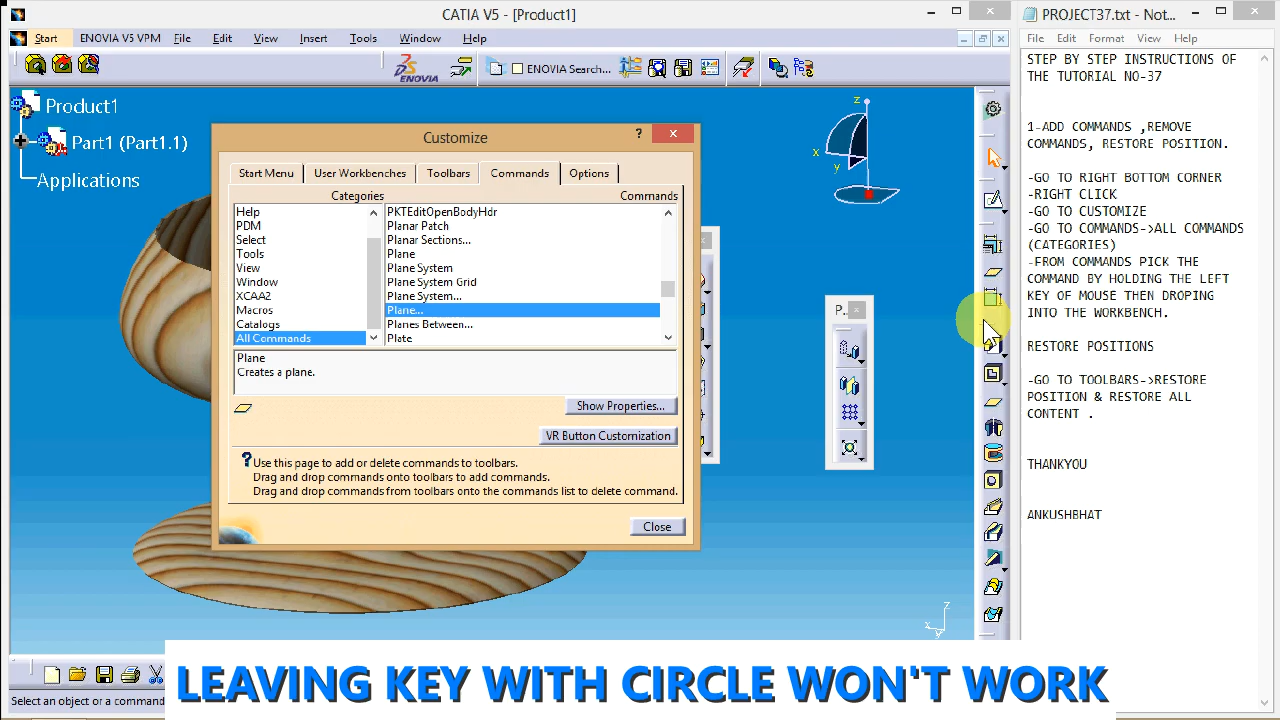 CATIA V5 - [Product1]
Start
ENOVIA V5 VPM
File
Edit
View
Insert
Tools
Window
Help
ENOVIA
ENOVIA Search...
Product1
Part1 (Part1.1)
Applications
z
x
y
Customize
?
Start Menu
User Workbenches
Toolbars
Commands
Options
Categories
Commands
Help
PDM
Select
Tools
View
Window
XCAA2
Macros
Catalogs
All Commands
PKTEditOpenBodyHdr
Planar Patch
Planar Sections...
Plane
Plane System
Plane System Grid
Plane System...
Plane...
Planes Between...
Plate
Plane
Creates a plane.
Show Properties...
VR Button Customization
Use this page to add or delete commands to toolbars.
Drag and drop commands onto toolbars to add commands.
Drag and drop commands from toolbars onto the commands list to delete command.
Close
P..
z
x
y
Select an object or a command
LEAVING KEY WITH CIRCLE WON'T WORK
PROJECT37.txt - Not...
File
Edit
Format
View
Help
STEP BY STEP INSTRUCTIONS OF
THE TUTORIAL NO-37
1-ADD COMMANDS ,REMOVE
COMMANDS, RESTORE POSITION.
-GO TO RIGHT BOTTOM CORNER
-RIGHT CLICK
-GO TO CUSTOMIZE
-GO TO COMMANDS->ALL COMMANDS
(CATEGORIES)
-FROM COMMANDS PICK THE
COMMAND BY HOLDING THE LEFT
KEY OF MOUSE THEN DROPING
INTO THE WORKBENCH.
RESTORE POSITIONS
-GO TO TOOLBARS->RESTORE
POSITION & RESTORE ALL
CONTENT .
THANKYOU
ANKUSHBHAT